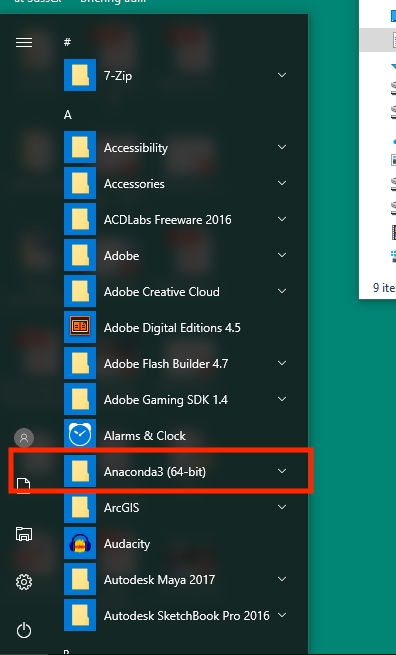 at Sussex
#
7-Zip
A
Accessibility
Accessories
ACDLabs Freeware 2016
Adobe
Adobe Creative Cloud
Adobe Digital Editions 4.5
Adobe Flash Builder 4.7
Adobe Gaming SDK 1.4
Alarms & Clock
Anaconda3 (64-bit)
ArcGIS
Audacity
Autodesk Maya 2017
Autodesk SketchBook Pro 2016
9 ite